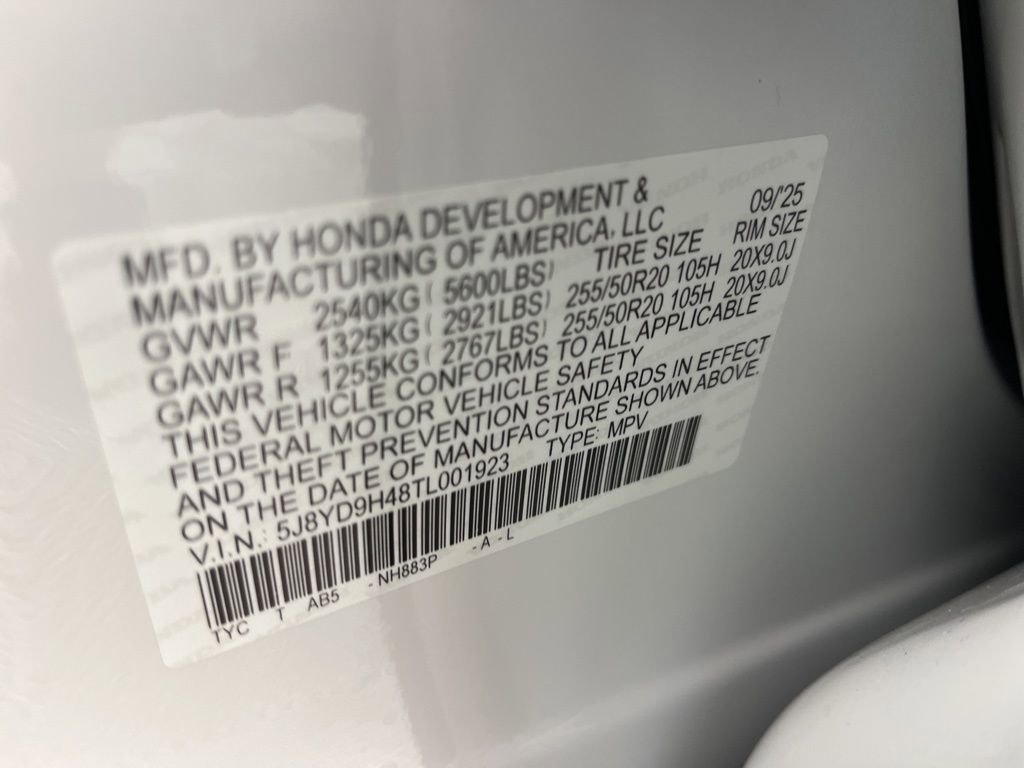 MFD. BY HONDA DEVELOPMENT & 09/'25
MANUFACTURING OF AMERICA, LLC
TIRE SIZE RIM SIZE
GVWR 2540KG( 5600LBS)
GAWR F 1325KG( 2921LBS) 255/50R20 105H 20X9.0J
GAWR R 1255KG( 2767LBS) 255/50R20 105H 20X9.0J
THIS VEHICLE CONFORMS TO ALL APPLICABLE
FEDERAL MOTOR VEHICLE SAFETY
AND THEFT PREVENTION STANDARDS IN EFFECT
ON THE DATE OF MANUFACTURE SHOWN ABOVE.
V.I.N.: 5J8YD9H48TL001923 TYPE: MPV
TYC T AB5 -NH883P -A-L